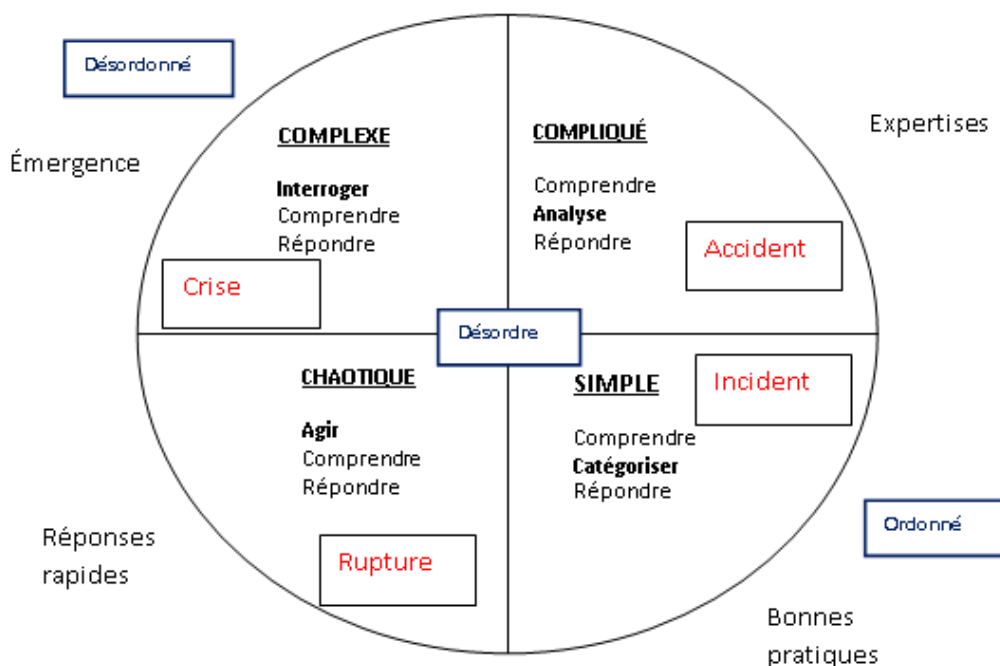 Désordonné
Émergence
COMPLEXE
Interroger
Comprendre
Répondre
Crise
COMPLIQUÉ
Comprendre
Analyse
Répondre
Accident
Expertises
Désordre
CHAOTIQUE
Agir
Comprendre
Répondre
Rupture
Réponses
rapides
SIMPLE
Incident
Comprendre
Catégoriser
Répondre
Ordonné
Bonnes
pratiques